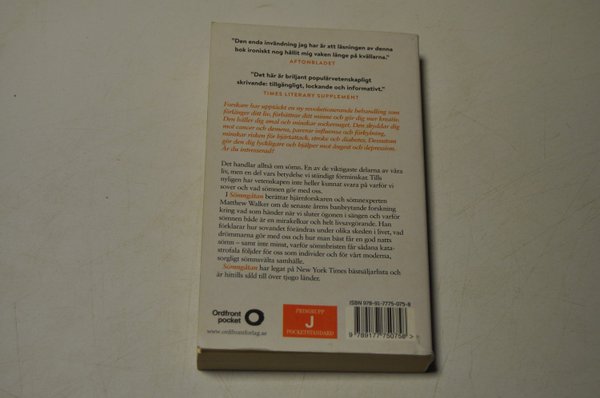 "Den enda invändning jag har är att läsningen av denna
bok ironiskt nog hållit mig vaken länge på kvällarna."
AFTONBLADET
"Det här är briljant populärvetenskapligt
skrivande: tillgängligt, lockande och informativt."
TIMES LITERARY SUPPLEMENT
Forskare har upptäckt en ny revolutionerande behandling som
förlänger ditt liv, förbättrar ditt minne och gör dig mer kreativ.
Den håller dig smal och minskar sockersuget. Den skyddar dig
mot cancer och demens, parerar influensa och förkylning,
minskar risken för hjärtattack, stroke och diabetes. Dessutom
gör den dig lyckligare och hjälper mot ångest och depression.
Är du intresserad?
Det handlar alltså om sömn. En av de viktigaste delarna av våra
liv, men en del vars betydelse vi ständigt förminskar. Tills
nyligen har vetenskapen inte heller kunnat svara på varför vi
sover och vad sömnen gör med oss.
I Sömngåtan berättar hjärnforskaren och sömnexperten
Matthew Walker om de senaste årens banbrytande forskning
kring vad som händer när vi sluter ögonen i sängen och varför
sömnen både är en mirakelkur och helt livsavgörande. Han
förklarar hur sovandet förändras under olika skeden i livet, vad
drömmarna gör med oss och hur man bäst får en god natts
sömn – samt inte minst, varför sömnbristen får sådana kata-
strofala följder för oss som individer och för vårt moderna,
sorgligt sömnsvälta samhälle.
Sömngåtan har legat på New York Times bästsäljarlista och
är hittills såld till över tjugo länder.
Ordfront
pocket
www.ordfrontforlag.se
PRISGRUPP
J
POCKETSTANDARD
ISBN 978-91-7775-075-8
9 789177 750758 >